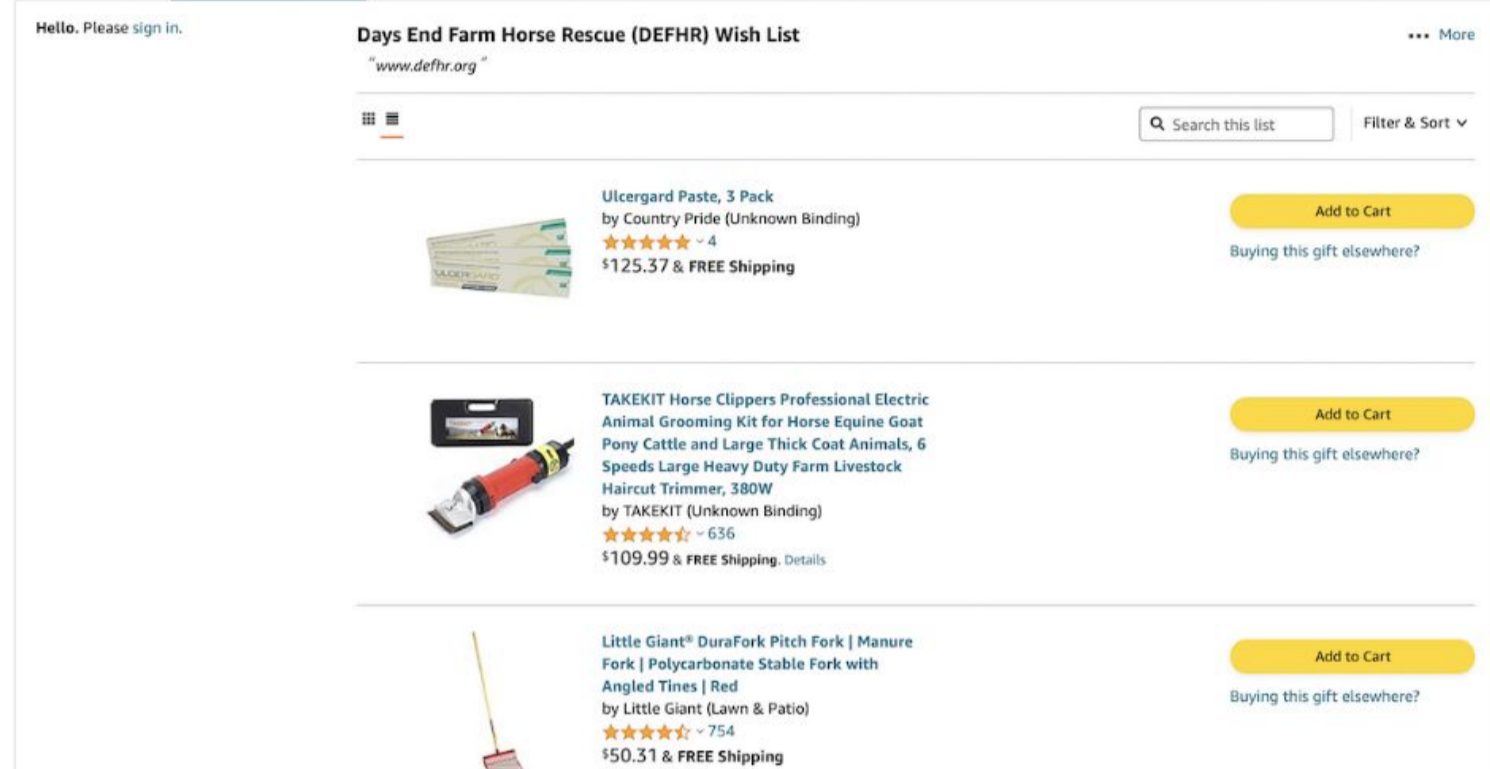 Hello. Please sign in.
Days End Farm Horse Rescue (DEFHR) Wish List
••• More
"www.defhr.org "
Search this list
Filter & Sort
Ulcergard Paste, 3 Pack
by Country Pride (Unknown Binding)
4
$125.37 & FREE Shipping
Add to Cart
Buying this gift elsewhere?
ULCERGARD
TAKEKIT Horse Clippers Professional Electric
Animal Grooming Kit for Horse Equine Goat
Pony Cattle and Large Thick Coat Animals, 6
Speeds Large Heavy Duty Farm Livestock
Haircut Trimmer, 380W
by TAKEKIT (Unknown Binding)
636
$109.99 & FREE Shipping. Details
Add to Cart
Buying this gift elsewhere?
Little Giant® DuraFork Pitch Fork | Manure
Fork | Polycarbonate Stable Fork with
Angled Tines | Red
by Little Giant (Lawn & Patio)
754
$50.31 & FREE Shipping
Add to Cart
Buying this gift elsewhere?